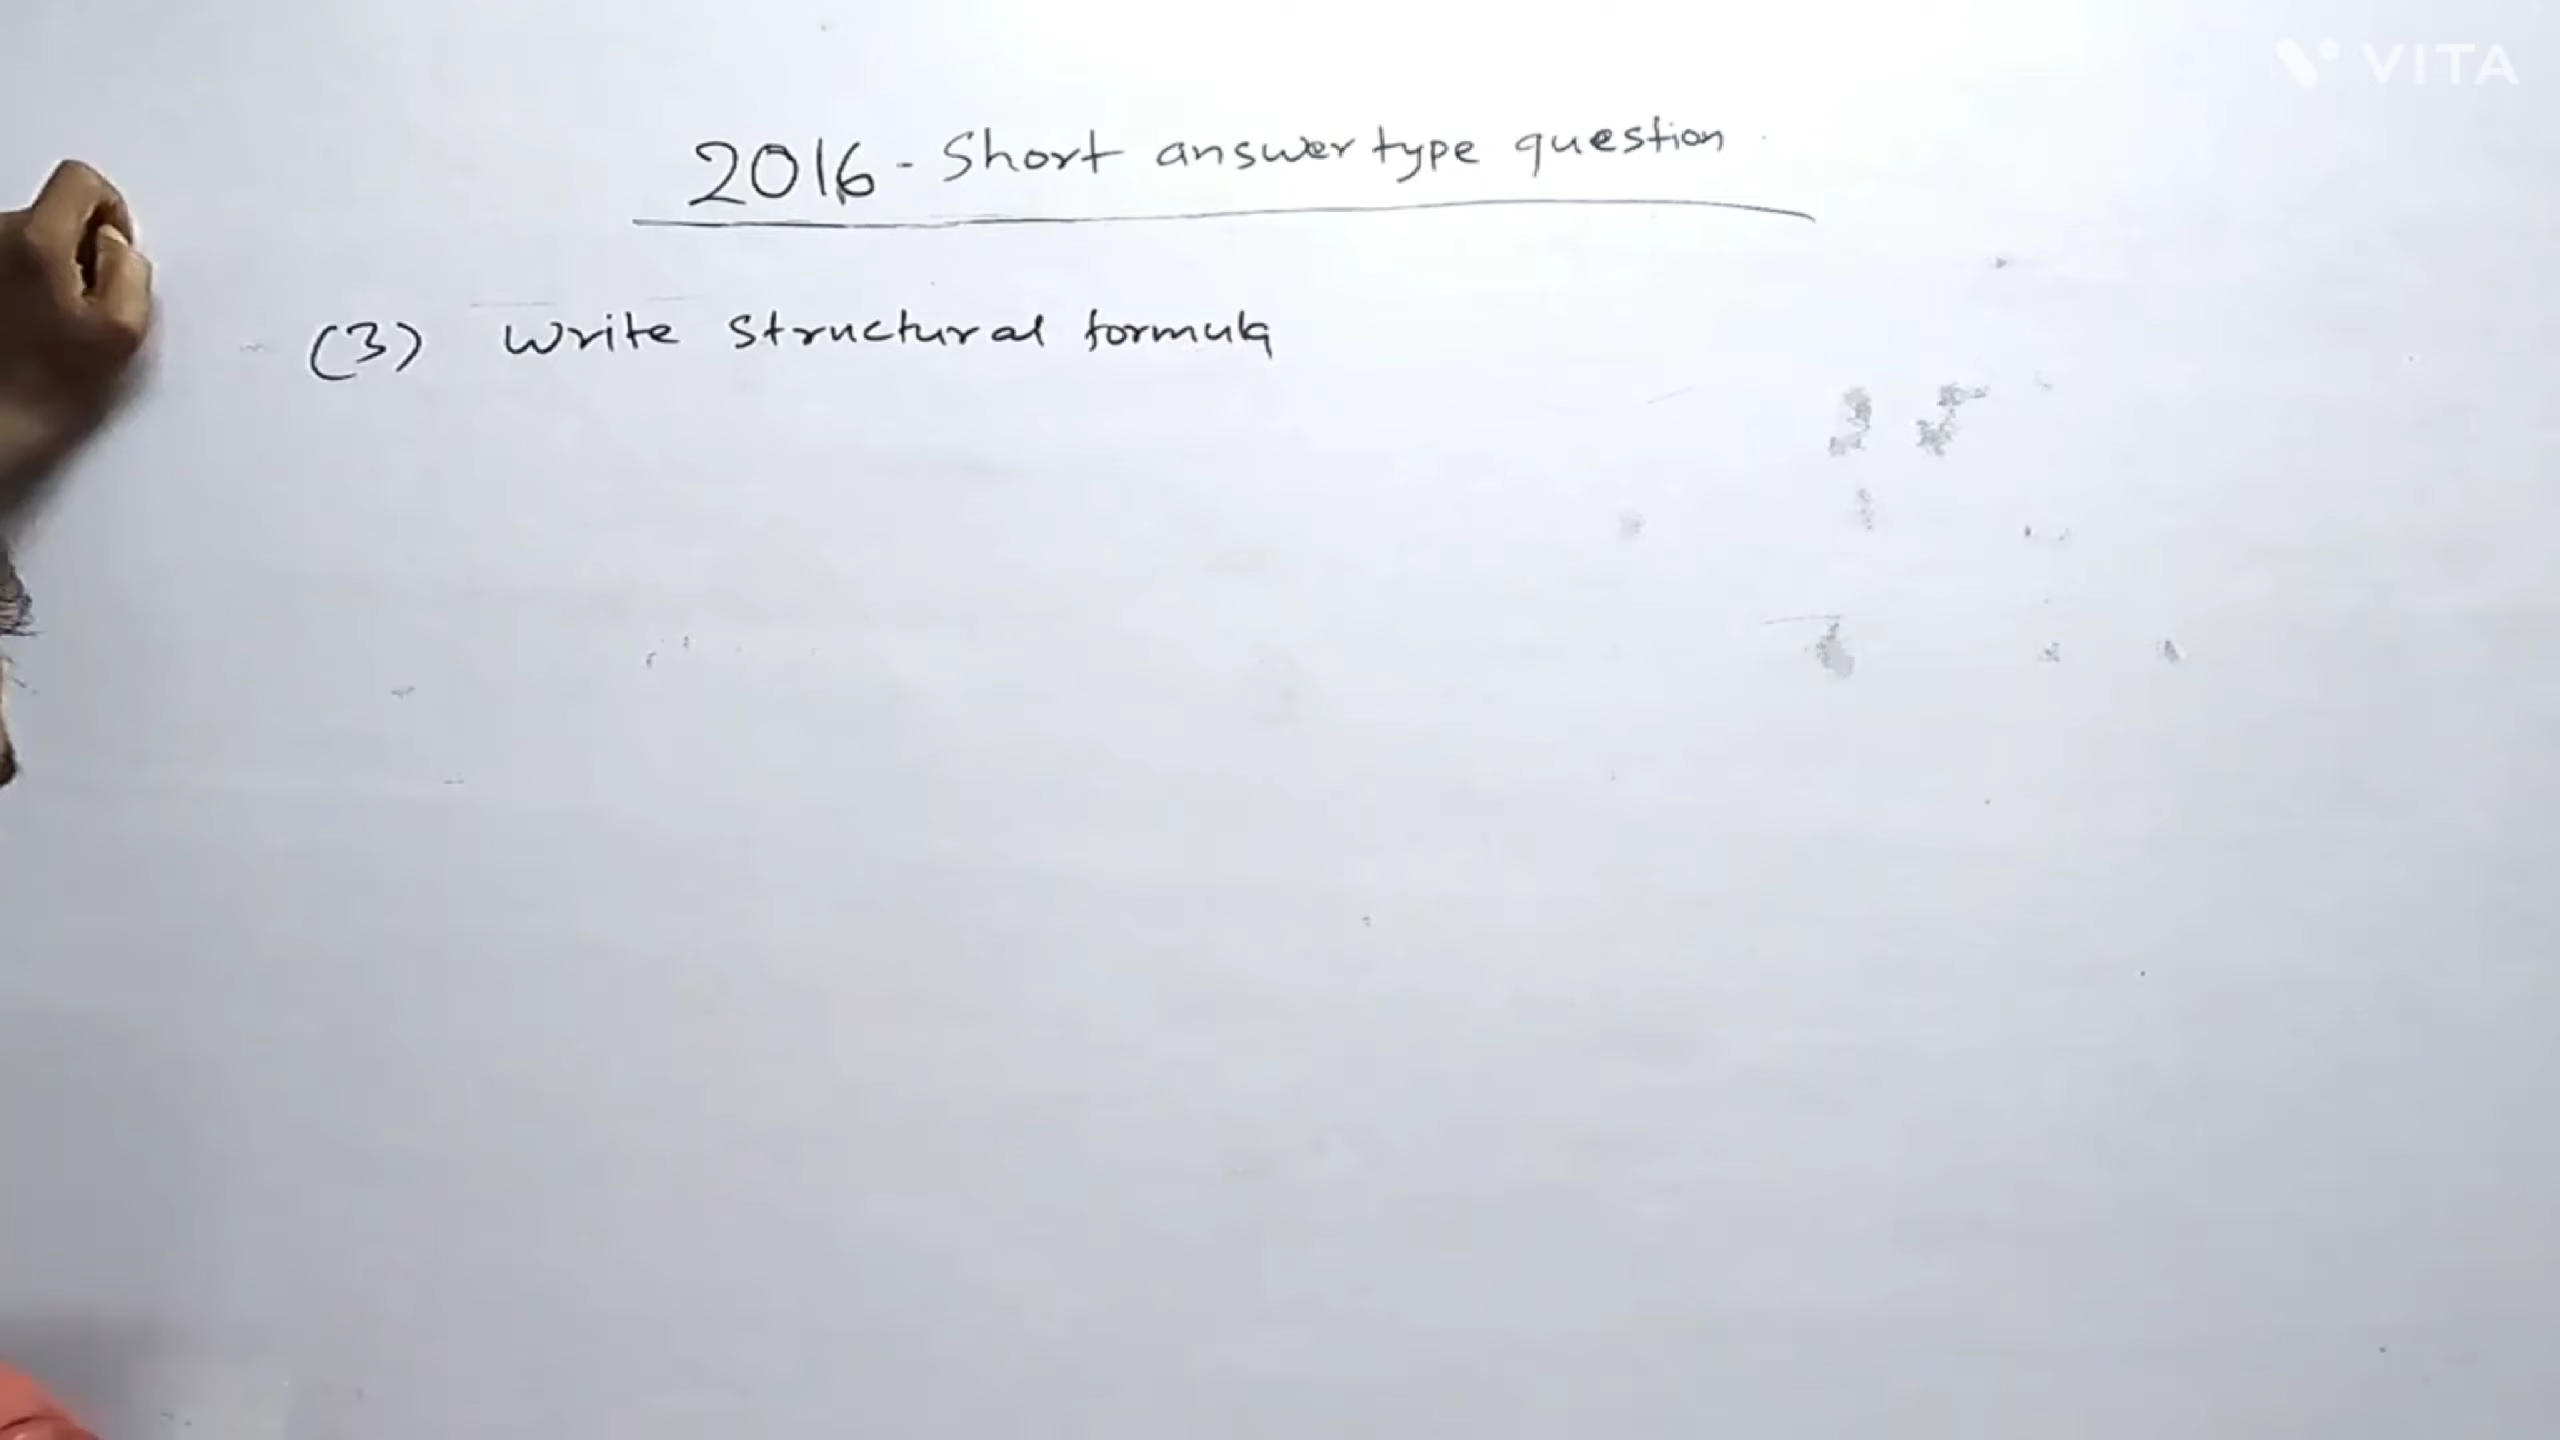 VITA
2016 - Short answer type question
(3) Write structural formula